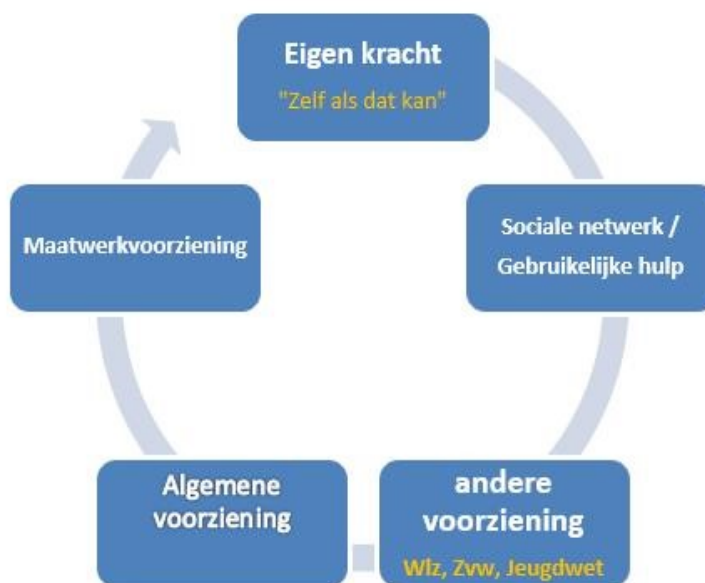 Eigen kracht
"Zelf als dat kan"
Sociale netwerk /
Gebruikelijke hulp
andere
voorziening
Wlz, Zvw, Jeugdwet
Algemene
voorziening
Maatwerkvoorziening